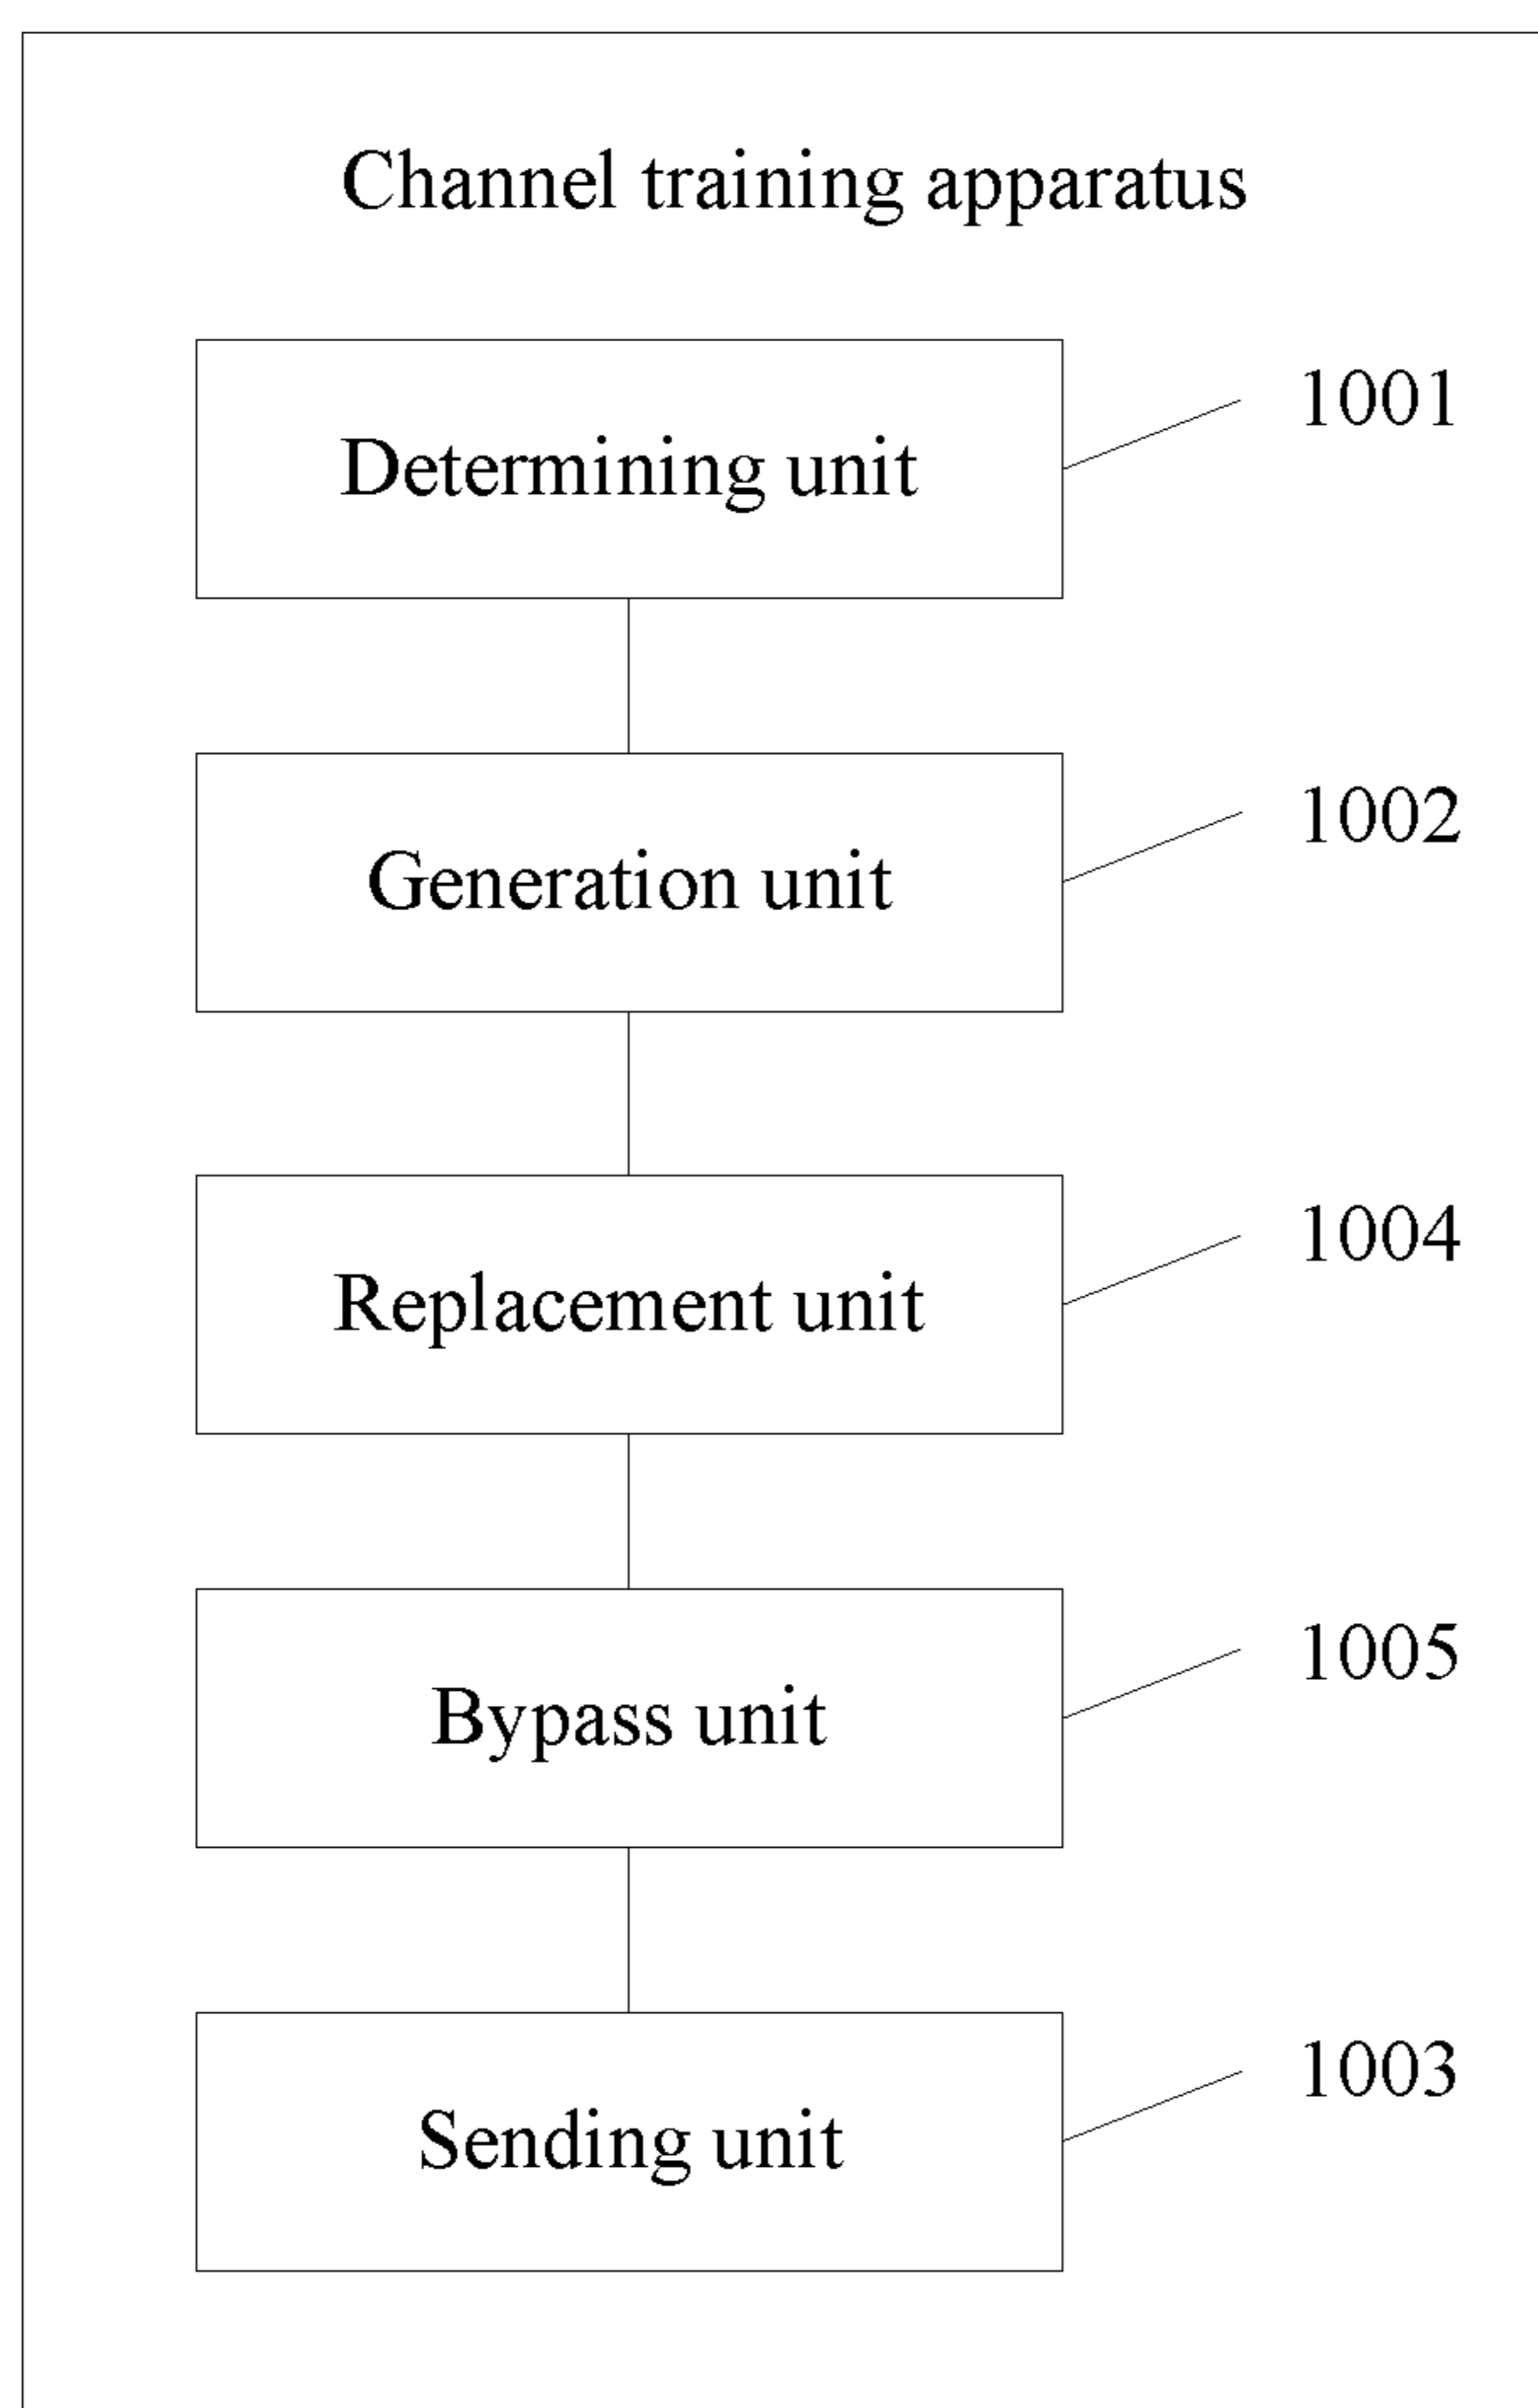 Channel training apparatus
Determining unit
1001
Generation unit
1002
Replacement unit
1004
Bypass unit
1005
Sending unit
1003